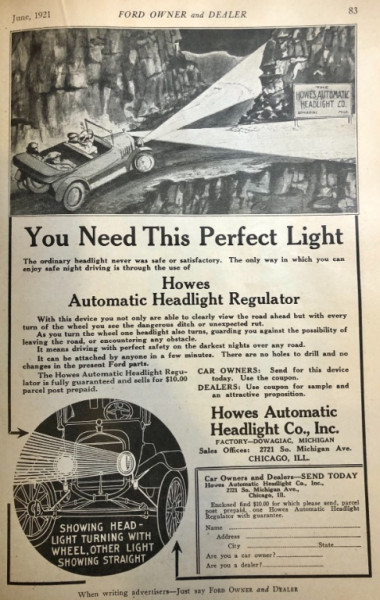 June, 1921 FORD OWNER and DEALER 83
THE
HOWES AUTOMATIC
HEADLIGHT CO.
You Need This Perfect Light
The ordinary headlight never was safe or satisfactory. The only way in which you can
enjoy safe night driving is through the use of
Howes
Automatic Headlight Regulator
With this device you not only are able to clearly view the road ahead but with every
turn of the wheel you see the dangerous ditch or unexpected rut.
As you turn the wheel one headlight also turns, guarding you against the possibility of
leaving the road, or encountering any obstacle.
It means driving with perfect safety on the darkest nights over any road.
It can be attached by anyone in a few minutes. There are no holes to drill and no
changes in the present Ford parts.
The Howes Automatic Headlight Regu-
lator is fully guaranteed and sells for $10.00
parcel post prepaid.
CAR OWNERS: Send for this device
today. Use the coupon.
DEALERS: Use coupon for sample and
an attractive proposition.
Howes Automatic
Headlight Co., Inc.
FACTORY—DOWAGIAC, MICHIGAN
Sales Offices: 2721 So. Michigan Ave.
CHICAGO, ILL.
SHOWING HEAD-
LIGHT TURNING WITH
WHEEL, OTHER LIGHT
SHOWING STRAIGHT
Car Owners and Dealers—SEND TODAY
Howes Automatic Headlight Co., Inc.,
2721 So. Michigan Ave.,
Chicago, Ill.
Enclosed find $10.00 for which please send, parcel
post prepaid, one Howes Automatic Headlight
Regulator with guarantee.
Name
Address
City State
Are you a car owner?
Are you a dealer?
When writing advertisers—Just say FORD OWNER AND DEALER